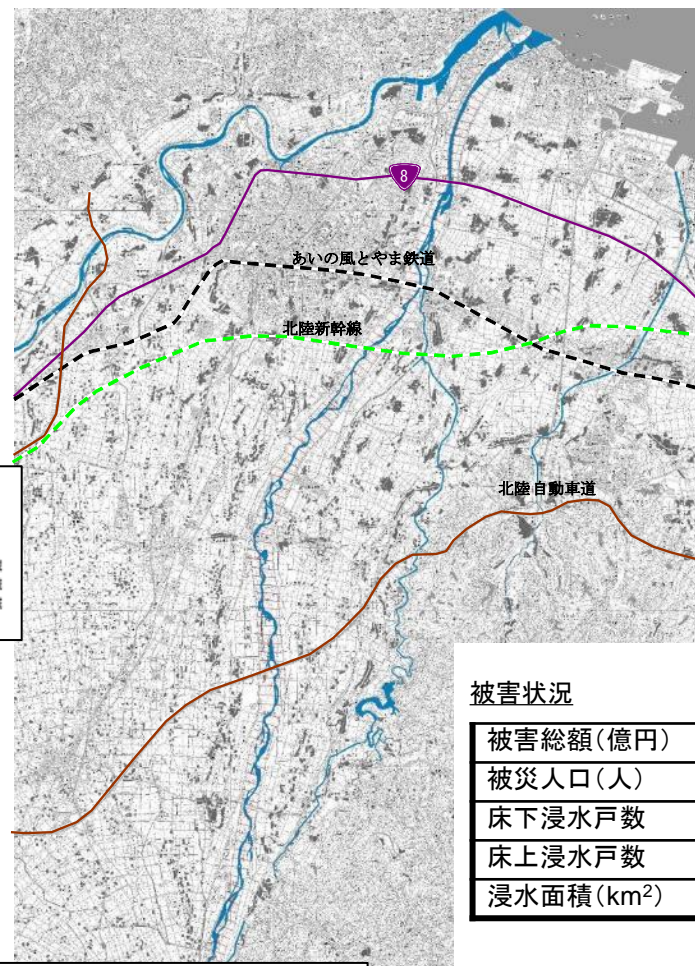 8
あいの風とやま鉄道
北陸新幹線
北陸自動車道
被害状況
被害総額(億円)
被災人口(人)
床下浸水戸数
床上浸水戸数
浸水面積(km²)